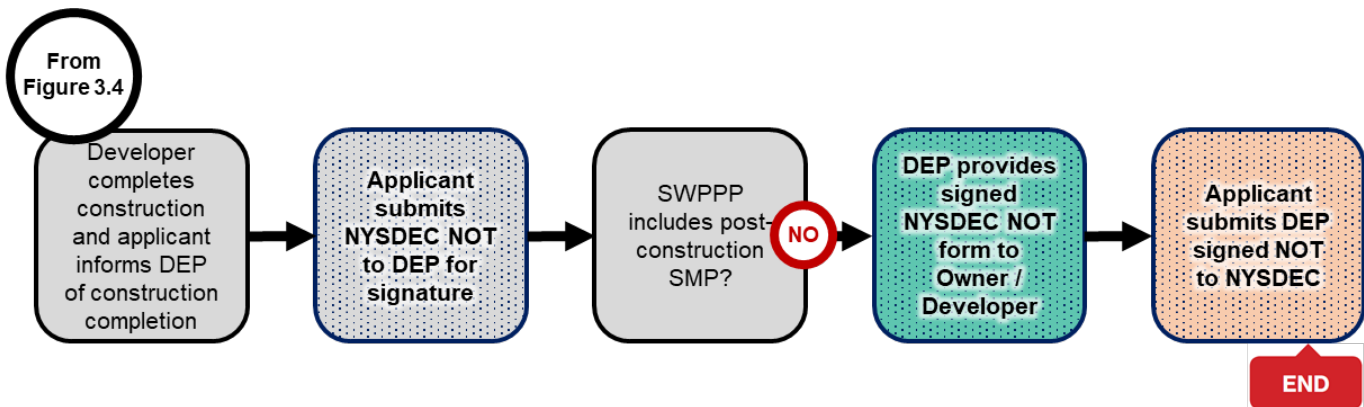 From
Figure 3.4
Developer
completes
construction
and applicant
informs DEP
of construction
completion
Applicant
submits
NYSDEC NOT
to DEP for
signature
SWPPP
includes post-
construction
SMP?
NO
DEP provides
signed
NYSDEC NOT
form to
Owner /
Developer
Applicant
submits DEP
signed NOT
to NYSDEC
END